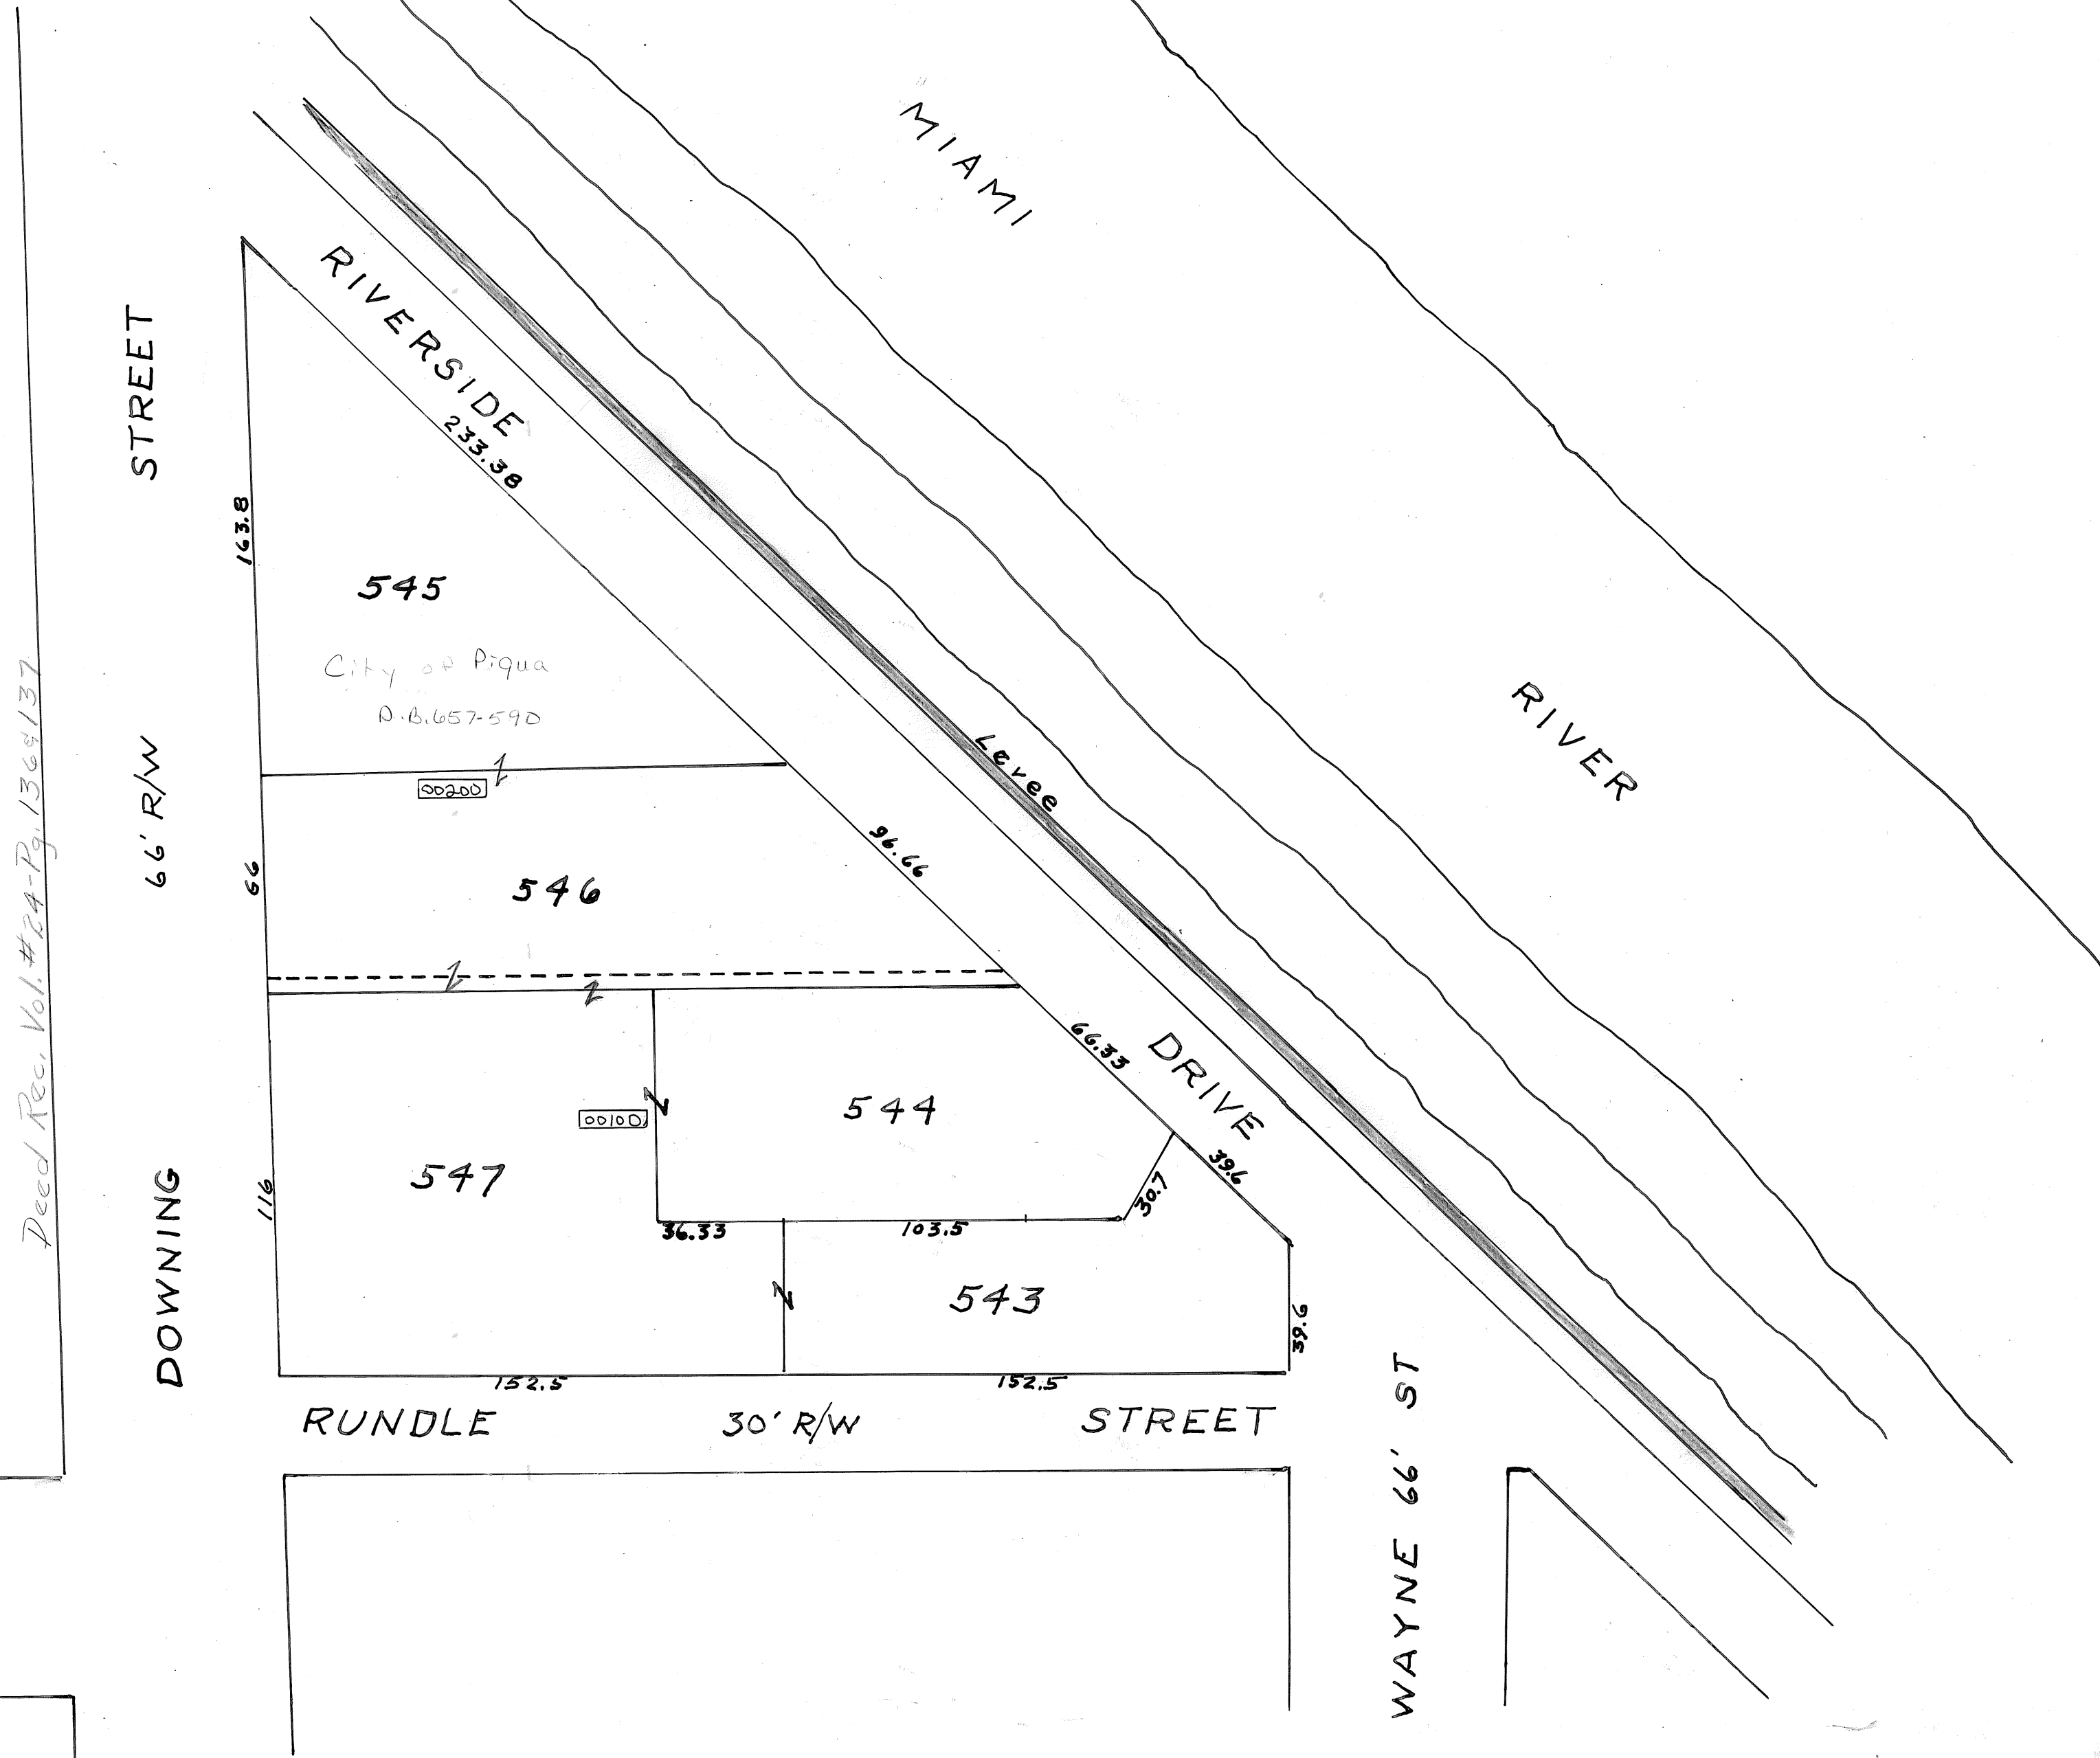 MIAMI
RIVER
RIVERSIDE
DRIVE
233.38
STREET
163.8
545
City of Piqua
D.B.657-590
Levee
00200
66' R/W
96.66
66
546
Deed Rec. Vol.#24-Pg.136&137
66.33
544
00100
547
39.6
30.7
116
DOWNING
36.33
103.5
543
39.6
152.5
152.5
RUNDLE 30' R/W STREET
WAYNE 66' ST